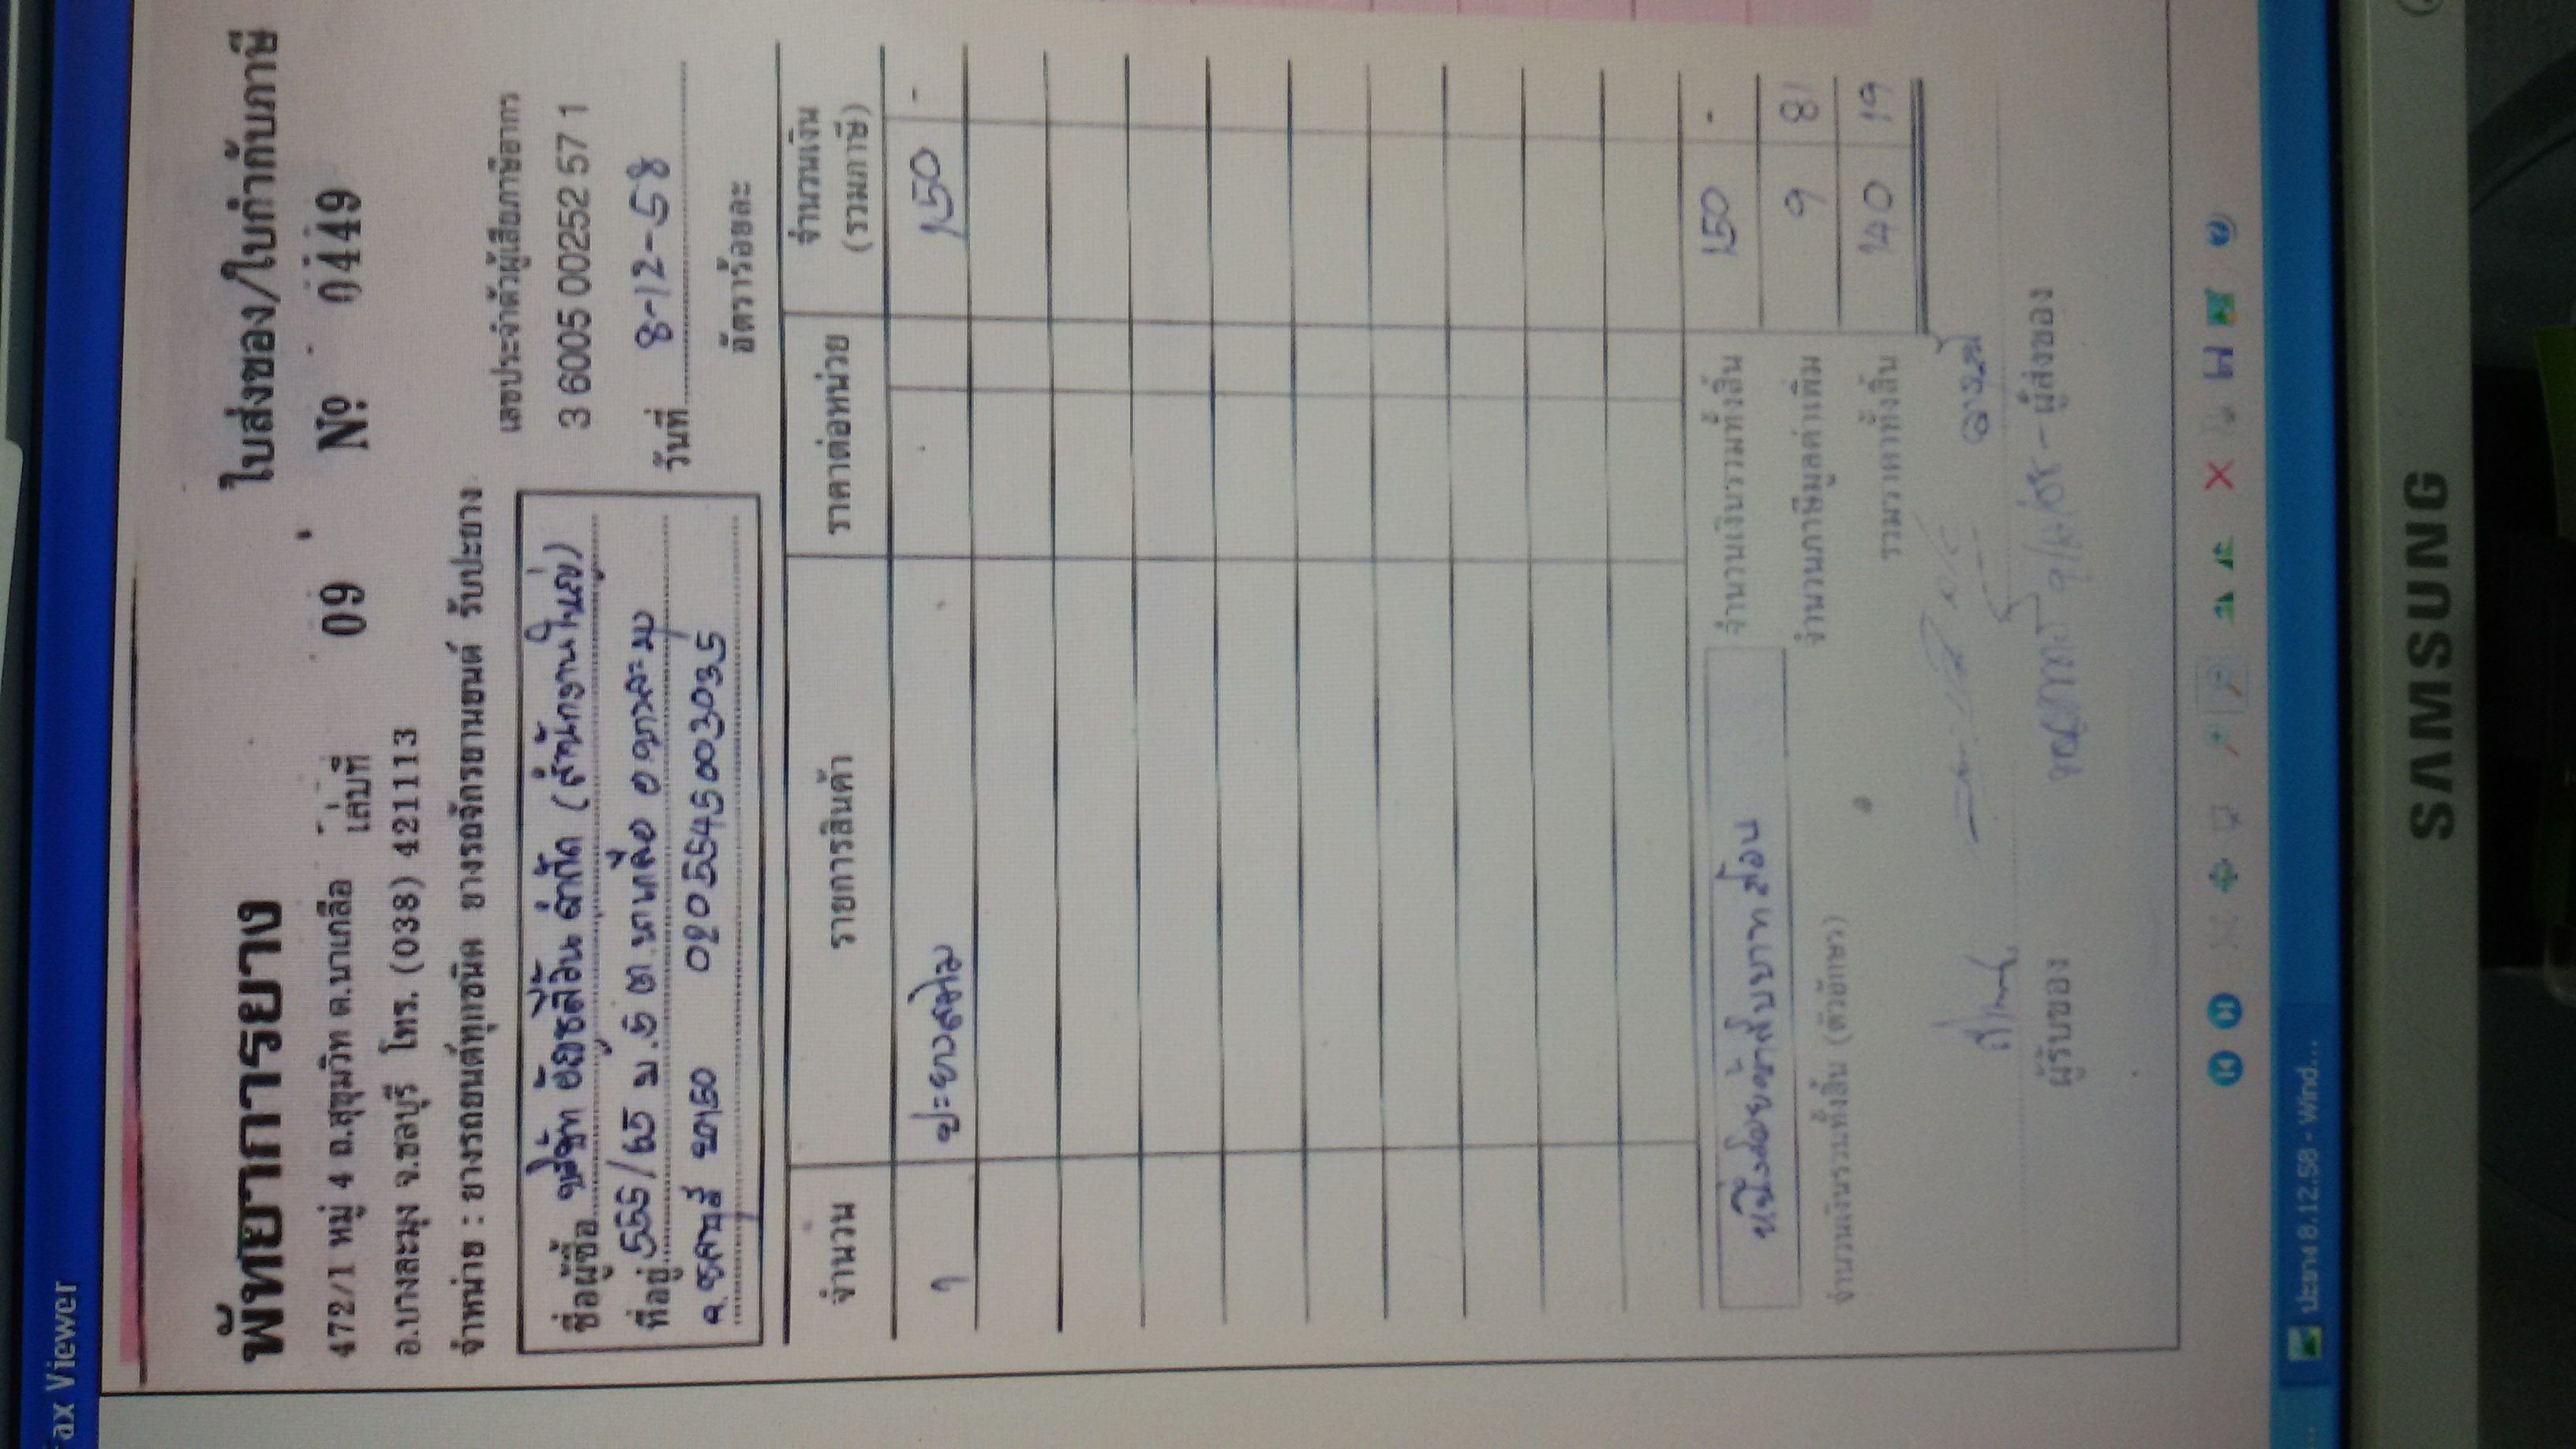 Fax Viewer
พัทยาการยาง
ใบส่งของ/ใบกำกับภาษี
472/1 หมู่ 4 ถ.สุขุมวิท ต.นาเกลือ เล่มที่ 09 № 0449
อ.บางละมุง จ.ชลบุรี โทร. (038) 421113
จำหน่าย : ยางรถยนต์ทุกชนิด ยางรถจักรยานยนต์ รับปะยาง
เลขประจำตัวผู้เสียภาษีอากร
3 6005 00252 57 1
ชื่อผู้ซื้อ บริษัท อัญชลีวัน จำกัด (สำนักงานใหญ่)
ที่อยู่ 555/65 ม.5 ต.นาเกลือ อ.บางละมุง
จ.ชลบุรี 20150 0205545003035
วันที่ 8-12-58
อัตราร้อยละ
จำนวน รายการสินค้า ราคาต่อหน่วย จำนวนเงิน
(รวมภาษี)
1 ปะยาง 150 -
หนึ่งร้อยห้าสิบบาทถ้วน
จำนวนเงินรวมทั้งสิ้น 150 -
จำนวนภาษีมูลค่าเพิ่ม 9 81
จำนวนเงินรวมทั้งสิ้น (ตัวอักษร)
รวมราคาทั้งสิ้น 140 19
ผู้รับของ
ผู้ส่งของ
ปะยาง 8.12.58 - Wind...
SAMSUNG